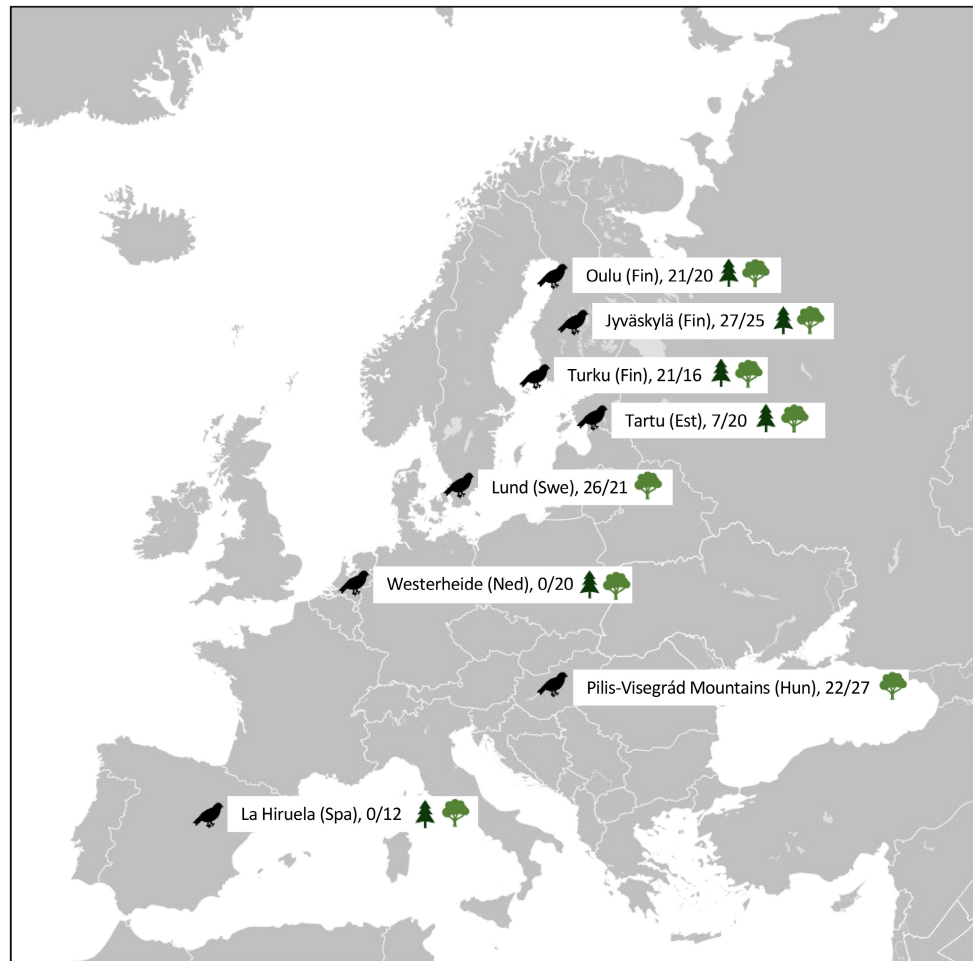 Oulu (Fin), 21/20
Jyväskylä (Fin), 27/25
Turku (Fin), 21/16
Tartu (Est), 7/20
Lund (Swe), 26/21
Westerheide (Ned), 0/20
Pilis-Visegrád Mountains (Hun), 22/27
La Hiruela (Spa), 0/12